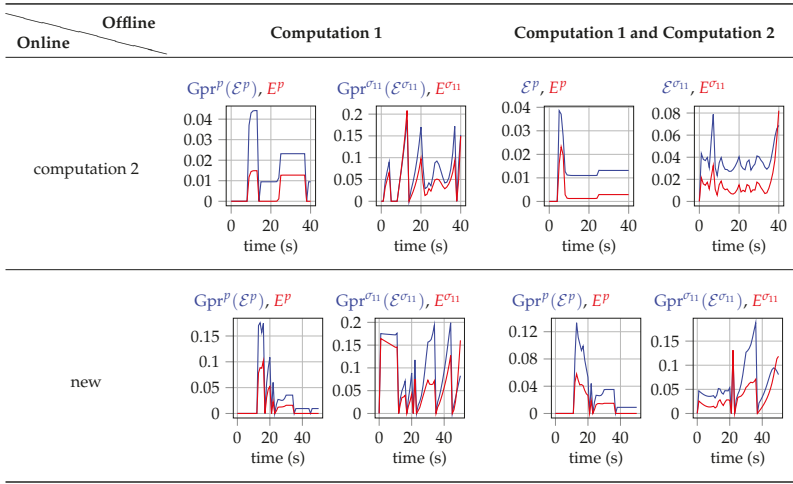 Offline
Online
Computation 1
Computation 1 and Computation 2
computation 2
Gpr^p(ℰ^p), E^p
0.04
0.03
0.02
0.01
0
0 20 40
time (s)
Gpr^σ11(ℰ^σ11), E^σ11
0.2
0.15
0.1
0.05
0
0 20 40
time (s)
ℰ^p, E^p
0.04
0.03
0.02
0.01
0
0 20 40
time (s)
ℰ^σ11, E^σ11
0.08
0.06
0.04
0.02
0
0 20 40
time (s)
new
Gpr^p(ℰ^p), E^p
0.15
0.1
0.05
0
0 20 40
time (s)
Gpr^σ11(ℰ^σ11), E^σ11
0.2
0.15
0.1
0.05
0
0 20 40
time (s)
Gpr^p(ℰ^p), E^p
0.12
0.08
0.04
0
0 20 40
time (s)
Gpr^σ11(ℰ^σ11), E^σ11
0.15
0.1
0.05
0
0 20 40
time (s)